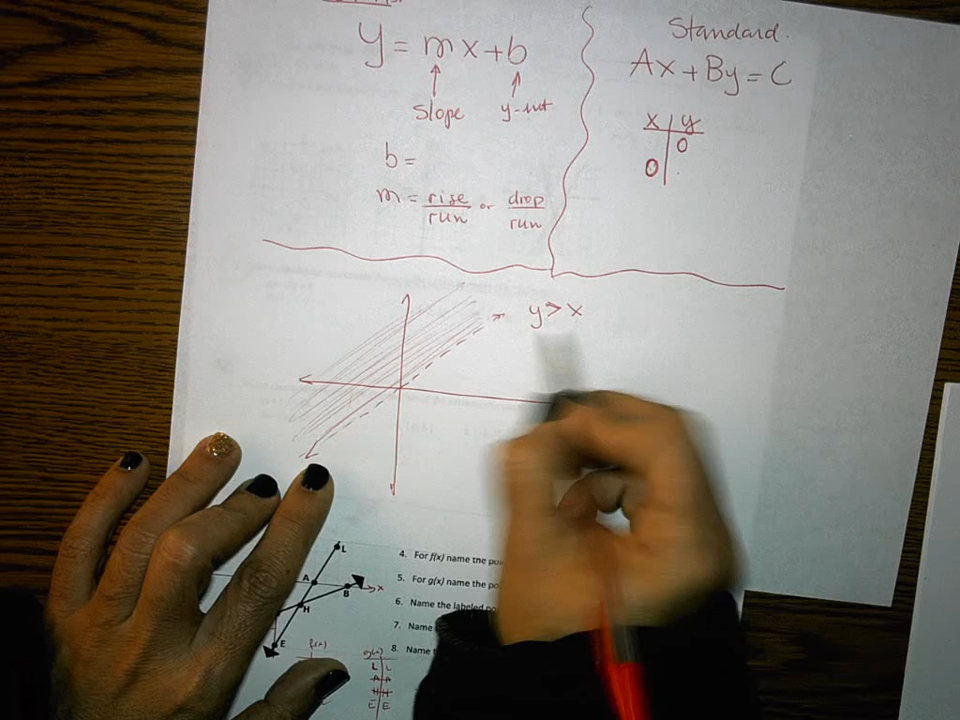 y = mx + b
slope y-int
b =
m = rise/run or drop/run
Standard.
Ax + By = C
x y
0
0
y > x
L
A
B
x
H
E
4. For f(x) name the
5. For g(x) name the
6. Name the labeled
7. Name
8. Name
f(x)
g(x)
L L
A A
H H
E E